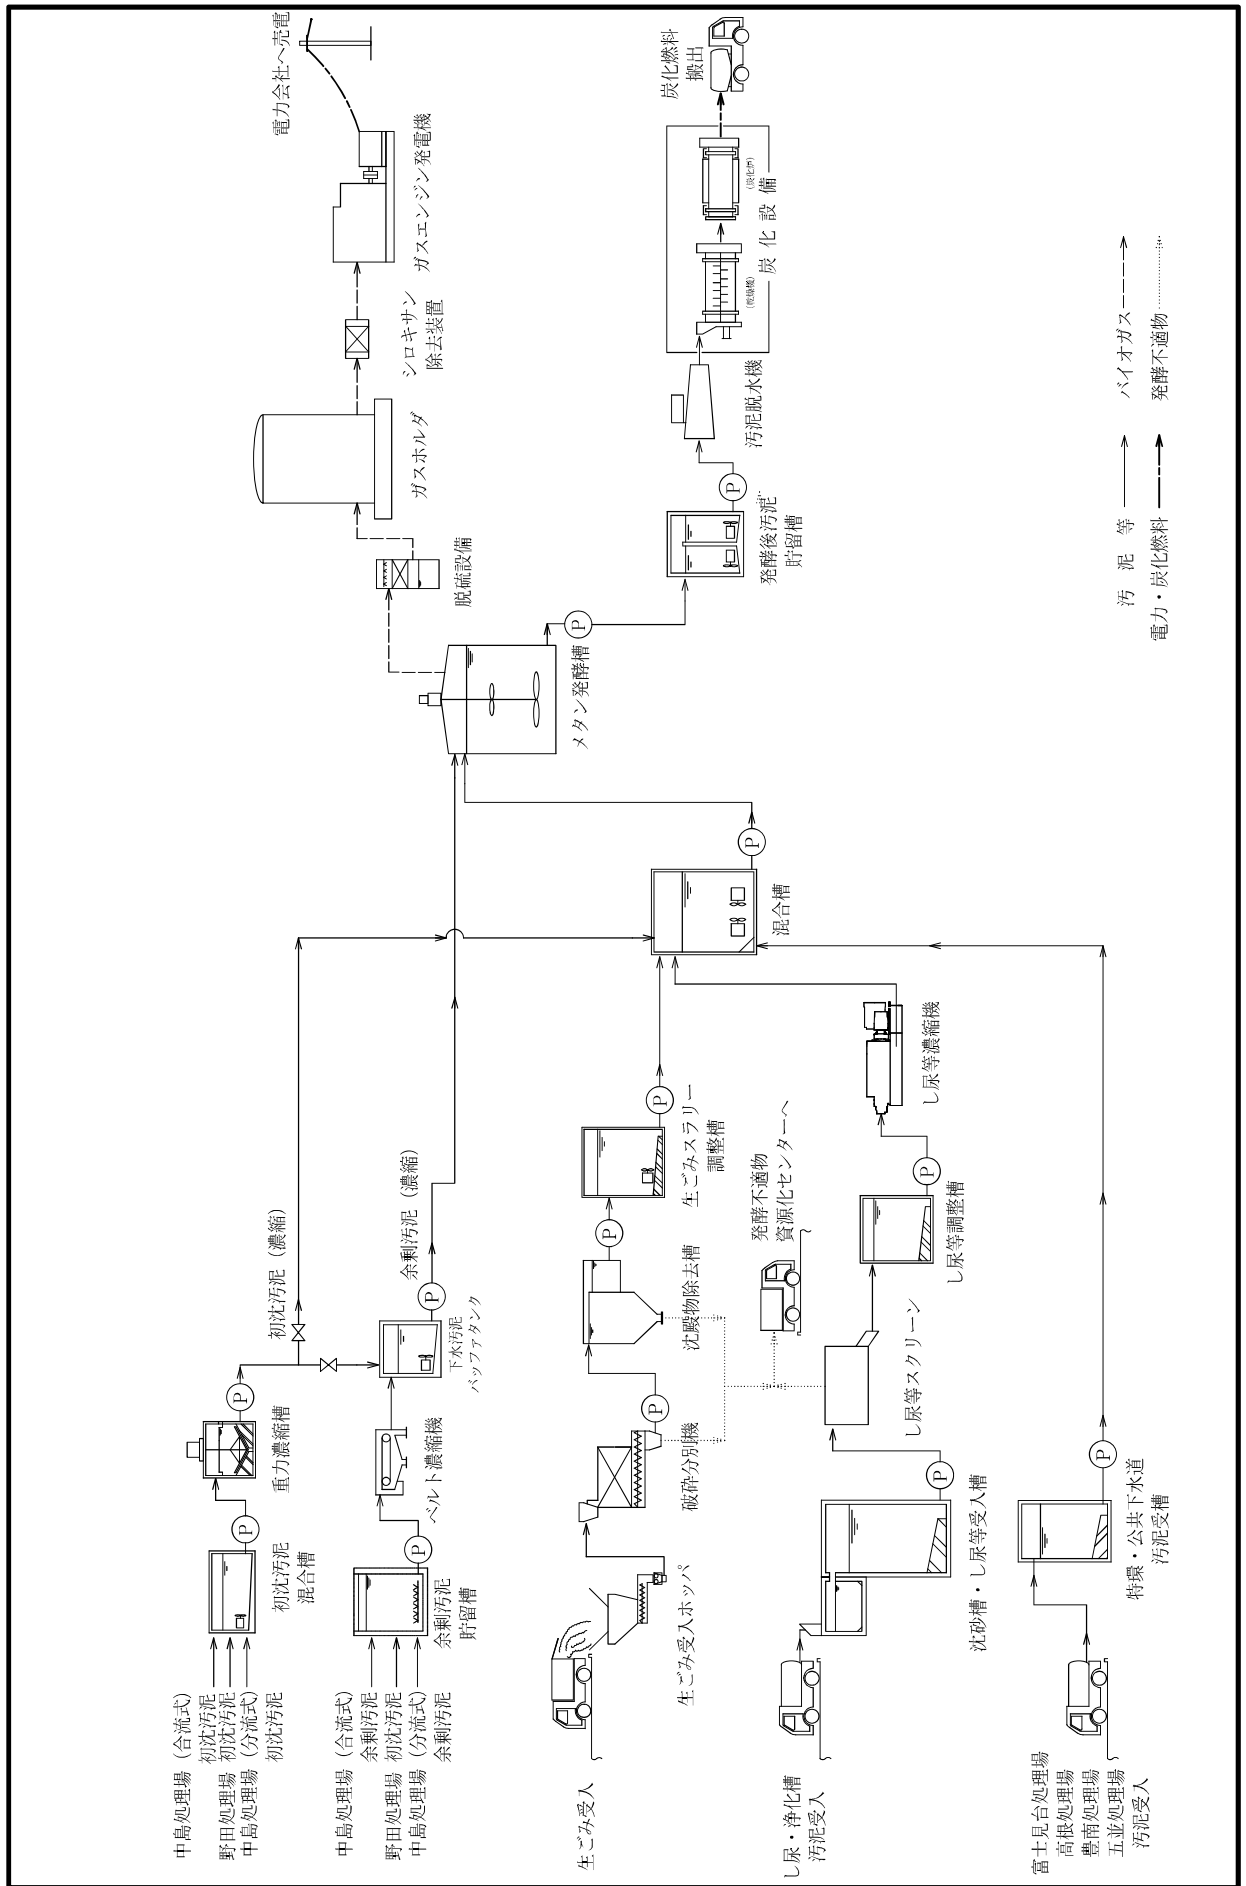 中島処理場（合流式）
初沈汚泥
野田処理場 初沈汚泥
中島処理場（分流式）
初沈汚泥
初沈汚泥
混合槽
P
重力濃縮槽
P
初沈汚泥（濃縮）
中島処理場（合流式）
余剰汚泥
野田処理場 初沈汚泥
中島処理場（分流式）
余剰汚泥
余剰汚泥
貯留槽
P
ベルト濃縮機
下水汚泥
バッファタンク
P
余剰汚泥（濃縮）
生ごみ受入
生ごみ受入ホッパ
破砕分別機
P
沈殿物除去槽
P
生ごみスラリー
調整槽
P
発酵不適物
資源化センターへ
し尿・浄化槽
汚泥受入
沈砂槽・し尿等受入槽
P
し尿等スクリーン
し尿等調整槽
P
し尿等濃縮機
富士見台処理場
高根処理場
豊南処理場
五並処理場
汚泥受入
特環・公共下水道
汚泥受槽
P
混合槽
P
メタン発酵槽
P
脱硫設備
ガスホルダ
シロキサン
除去装置
ガスエンジン発電機
電力会社へ売電
発酵後汚泥
貯留槽
P
汚泥脱水機
(乾燥機)
(炭化炉)
炭化設備
炭化燃料
搬出
汚泥等
バイオガス
電力・炭化燃料
発酵不適物